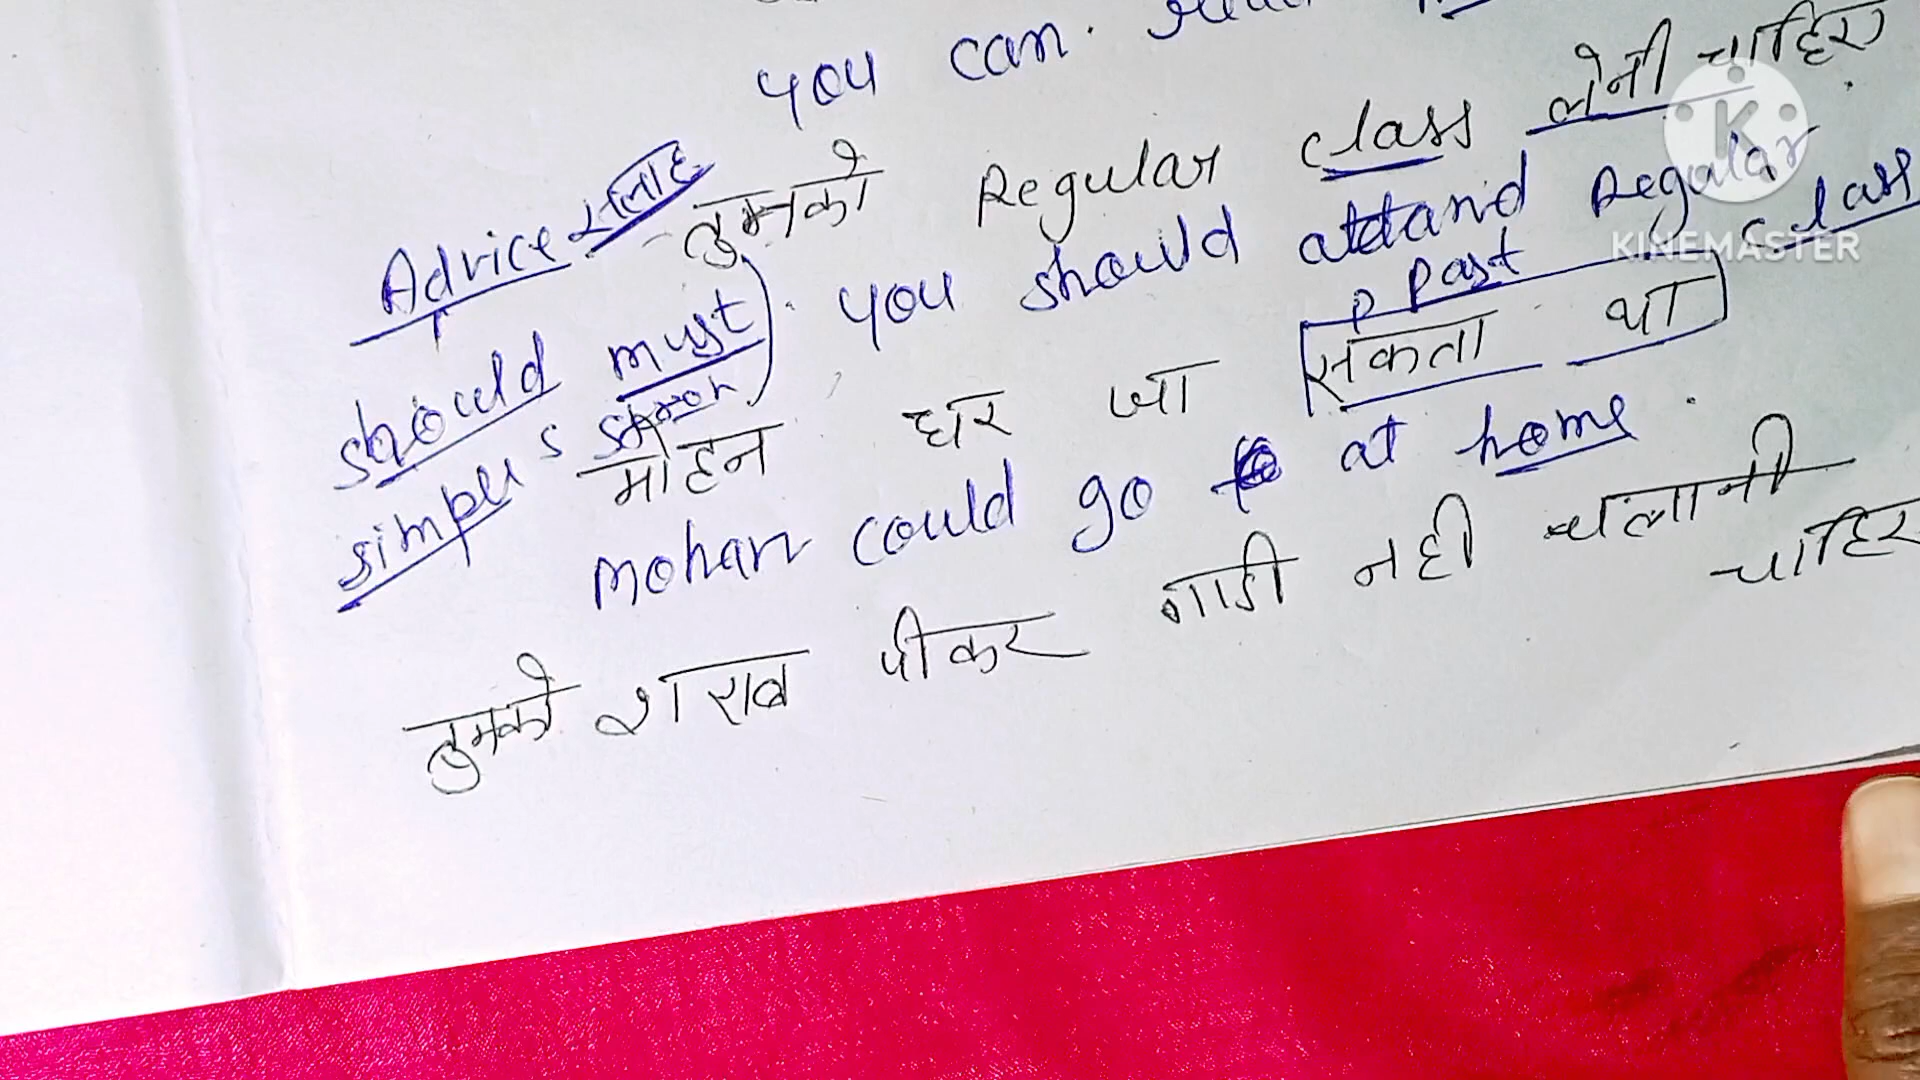 you can. read
तुमको Regular class लेनी चाहिए
Advice सलाह
you should attand Regular class
should must)
simple s
P Past
मोहन घर जा सकता था
mohan could go at home.
तुमको शराब पीकर गाडी नही चलानी
चाहिए
KINEMASTER